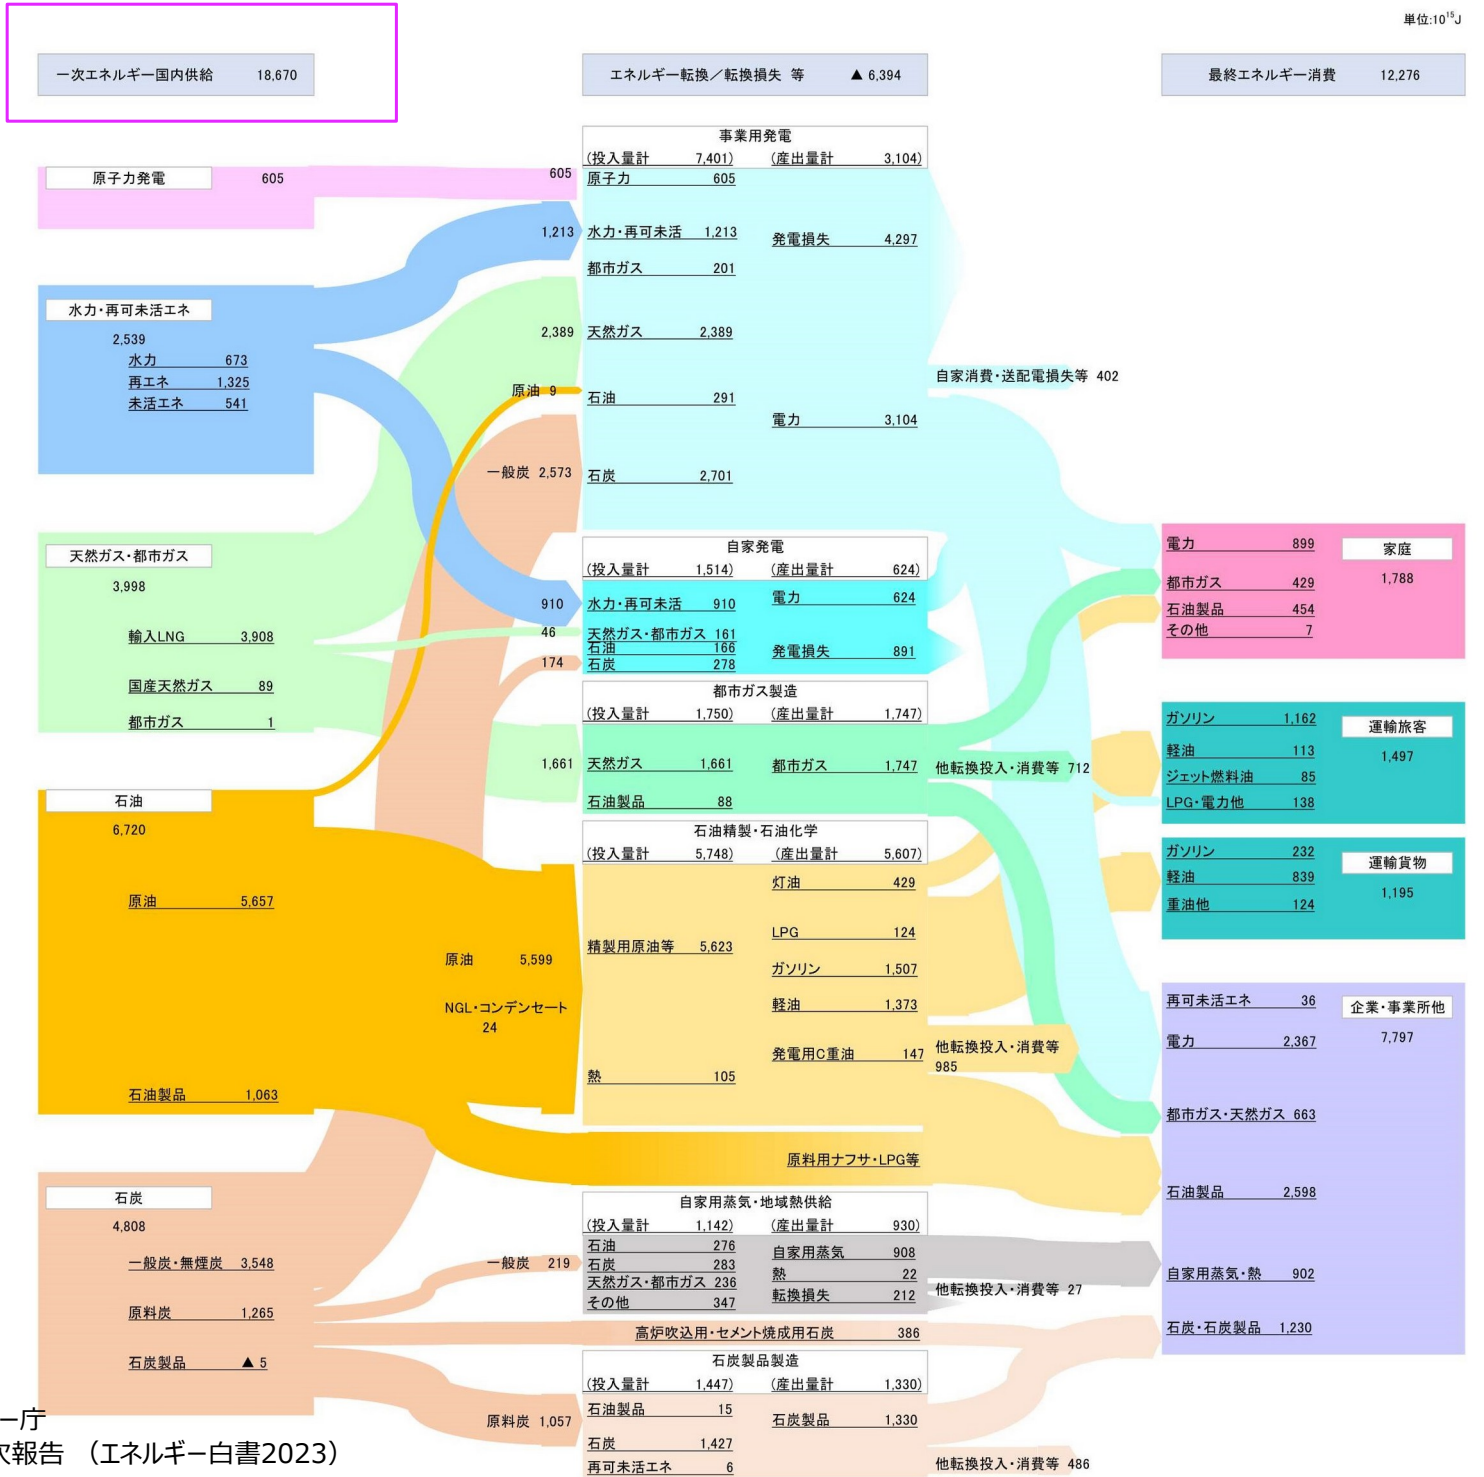 単位:10¹⁵J
一次エネルギー国内供給 18,670
エネルギー転換／転換損失 等 ▲ 6,394
最終エネルギー消費 12,276
原子力発電 605
水力・再可未活エネ
2,539
水力 673
再エネ 1,325
未活エネ 541
天然ガス・都市ガス
3,998
輸入LNG 3,908
国産天然ガス 89
都市ガス 1
石油
6,720
原油 5,657
石油製品 1,063
石炭
4,808
一般炭・無煙炭 3,548
原料炭 1,265
石炭製品 ▲ 5
605
1,213
2,389
原油 9
一般炭 2,573
910
46
174
1,661
原油 5,599
NGL・コンデンセート
24
一般炭 219
原料炭 1,057
事業用発電
(投入量計 7,401) (産出量計 3,104)
原子力 605
水力・再可未活 1,213 発電損失 4,297
都市ガス 201
天然ガス 2,389
石油 291
電力 3,104
石炭 2,701
自家発電
(投入量計 1,514) (産出量計 624)
水力・再可未活 910 電力 624
天然ガス・都市ガス 161
石油 166 発電損失 891
石炭 278
都市ガス製造
(投入量計 1,750) (産出量計 1,747)
天然ガス 1,661 都市ガス 1,747
石油製品 88
石油精製・石油化学
(投入量計 5,748) (産出量計 5,607)
灯油 429
LPG 124
精製用原油等 5,623
ガソリン 1,507
軽油 1,373
発電用C重油 147
熱 105
原料用ナフサ・LPG等
自家用蒸気・地域熱供給
(投入量計 1,142) (産出量計 930)
石油 276 自家用蒸気 908
石炭 283
天然ガス・都市ガス 236 熱 22
その他 347 転換損失 212
高炉吹込用・セメント焼成用石炭 386
石炭製品製造
(投入量計 1,447) (産出量計 1,330)
石油製品 15 石炭製品 1,330
石炭 1,427
再可未活エネ 6
自家消費・送配電損失等 402
他転換投入・消費等 712
他転換投入・消費等
985
他転換投入・消費等 27
他転換投入・消費等 486
電力 899 家庭
都市ガス 429 1,788
石油製品 454
その他 7
ガソリン 1,162 運輸旅客
軽油 113 1,497
ジェット燃料油 85
LPG・電力他 138
ガソリン 232 運輸貨物
軽油 839 1,195
重油他 124
再可未活エネ 36 企業・事業所他
電力 2,367 7,797
都市ガス・天然ガス 663
石油製品 2,598
自家用蒸気・熱 902
石炭・石炭製品 1,230
ー庁
次報告 （エネルギー白書2023）